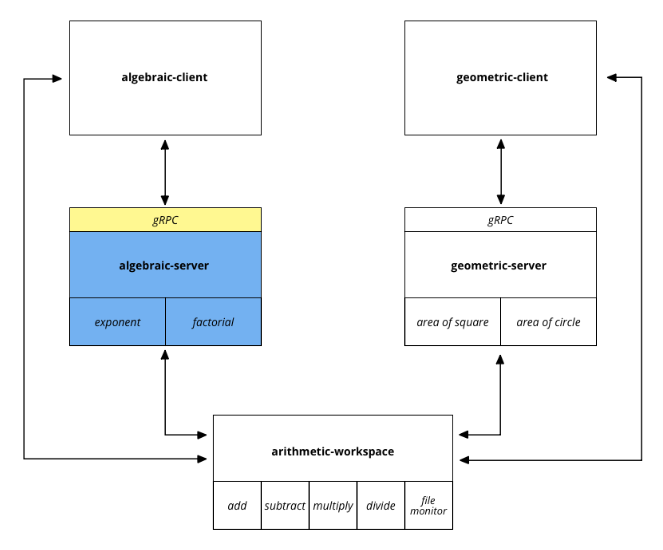 algebraic-client
geometric-client
gRPC
gRPC
algebraic-server
geometric-server
exponent
factorial
area of square
area of circle
arithmetic-workspace
add
subtract
multiply
divide
file
monitor